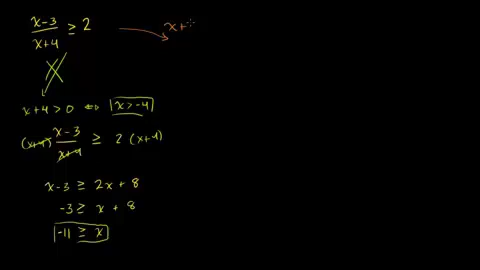 (x-3)/(x+4) ≥ 2
x+
x+4 > 0 ⟺ x > -4
(x+4) (x-3)/(x+4) ≥ 2 (x+4)
x-3 ≥ 2x + 8
-3 ≥ x + 8
-11 ≥ x